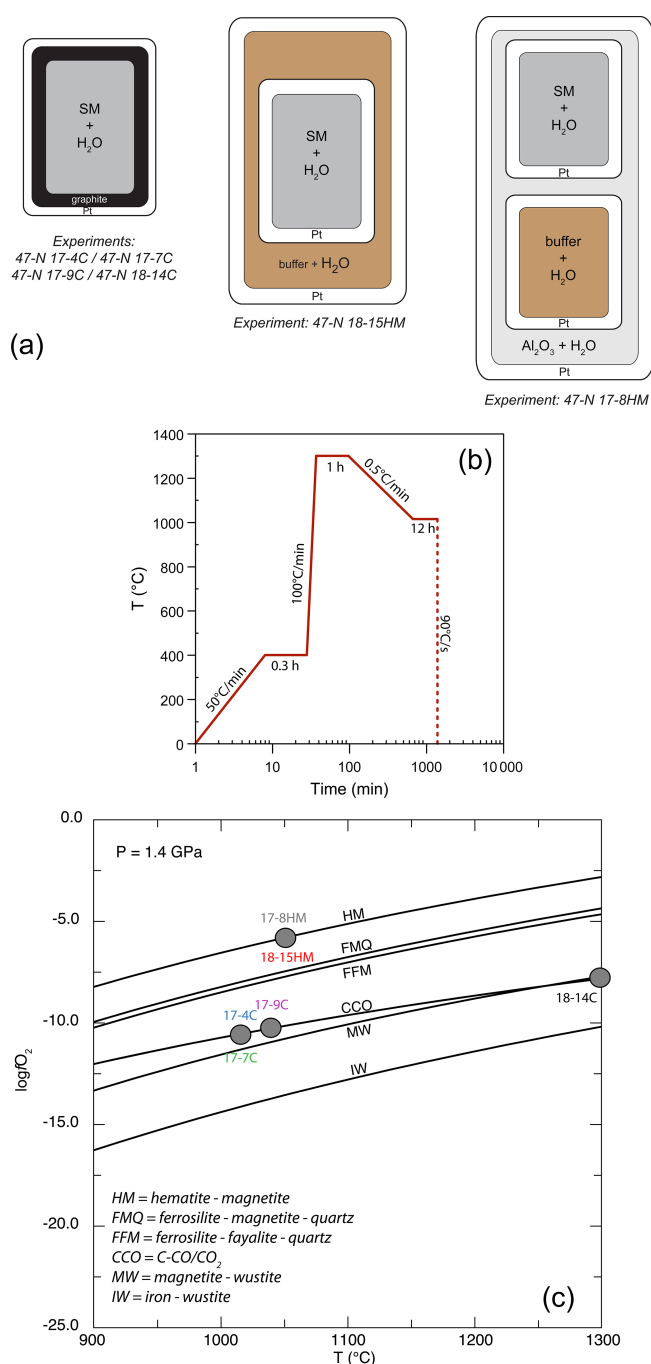 SM
+
H₂O
graphite
Pt
Experiments:
47-N 17-4C / 47-N 17-7C
47-N 17-9C / 47-N 18-14C
SM
+
H₂O
Pt
buffer + H₂O
Pt
Experiment: 47-N 18-15HM
SM
+
H₂O
Pt
buffer
+
H₂O
Pt
Al₂O₃ + H₂O
Pt
Experiment: 47-N 17-8HM
(a)
(b)
T (°C)
1400
1200
1000
800
600
400
200
0
50°C/min
0.3 h
100°C/min
1 h
0.5°C/min
12 h
90°C/s
1
10
100
1000
10000
Time (min)
P = 1.4 GPa
logfO₂
0.0
-5.0
-10.0
-15.0
-20.0
-25.0
17-8HM
18-15HM
HM
FMQ
FFM
17-9C
17-4C
17-7C
CCO
MW
18-14C
IW
HM = hematite - magnetite
FMQ = ferrosilite - magnetite - quartz
FFM = ferrosilite - fayalite - quartz
CCO = C-CO/CO₂
MW = magnetite - wustite
IW = iron - wustite
(c)
900
1000
1100
1200
1300
T (°C)